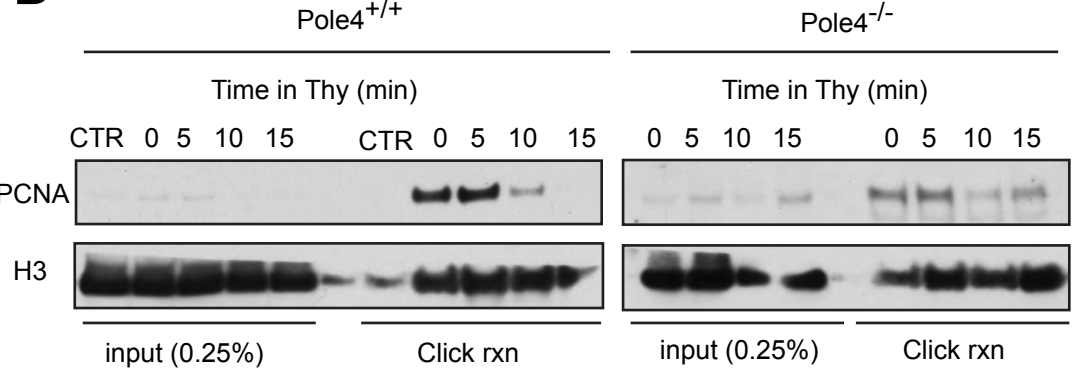 B
Pole4+/+ Pole4-/-
Time in Thy (min) Time in Thy (min)
CTR 0 5 10 15 CTR 0 5 10 15 0 5 10 15 0 5 10 15
PCNA
H3
input (0.25%) Click rxn input (0.25%) Click rxn